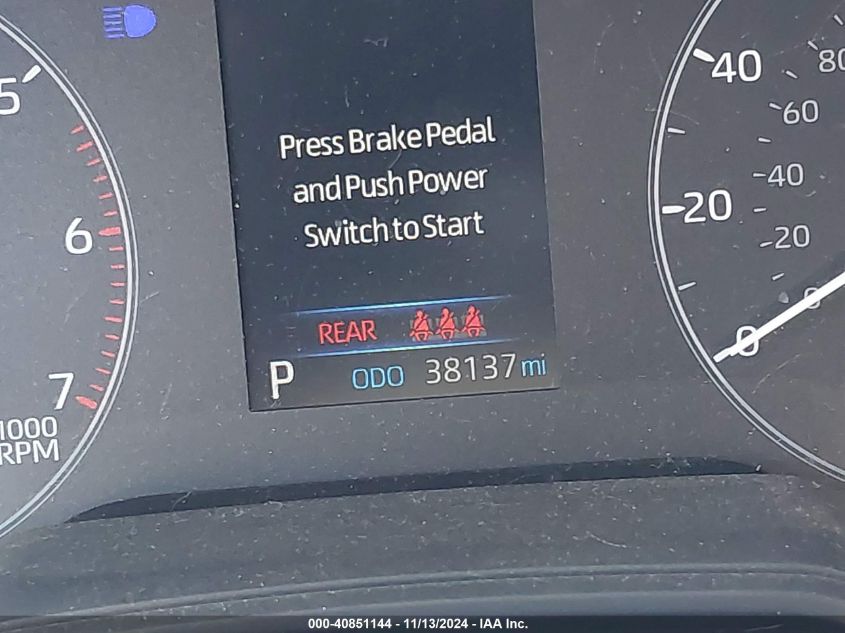 5
6
7
1000
RPM
Press Brake Pedal
and Push Power
Switch to Start
REAR
P ODO 38137 mi
40
20
0
80
60
40
20
0
000-40851144 - 11/13/2024 - IAA Inc.